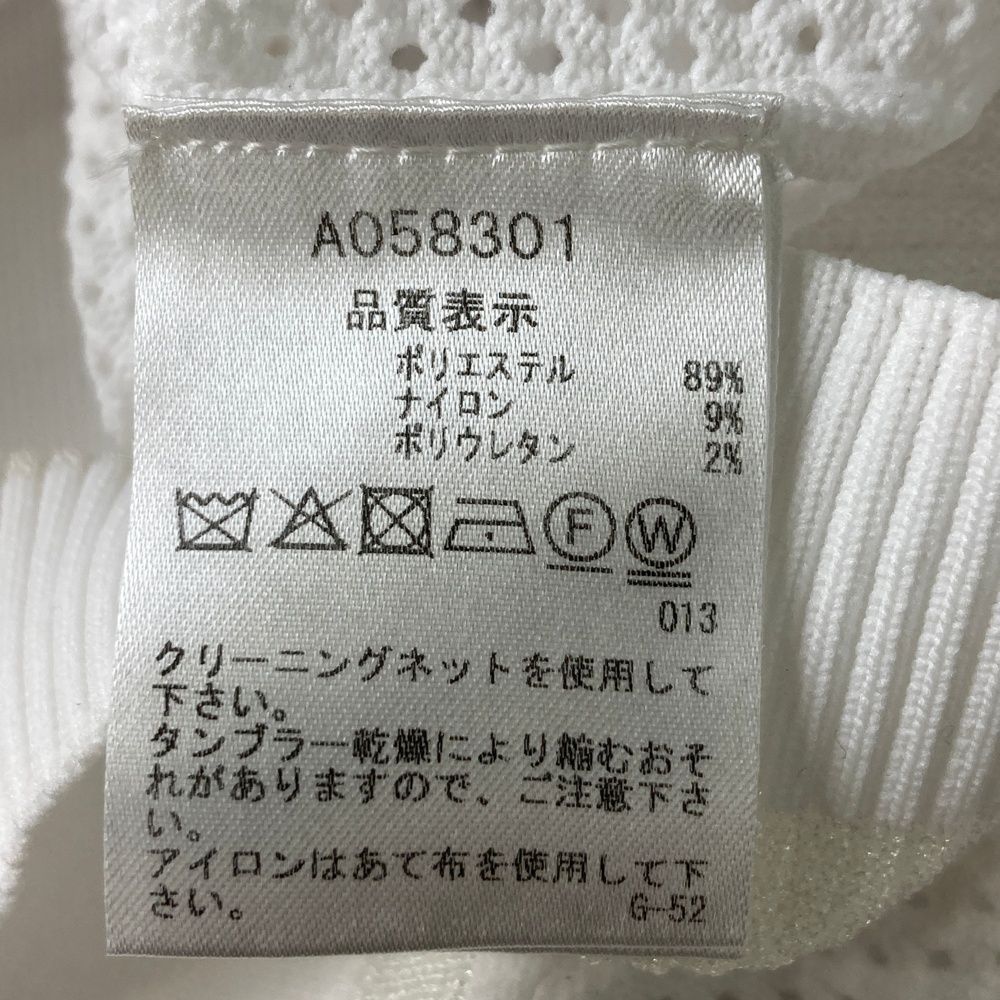 A058301
品質表示
ポリエステル 89%
ナイロン 9%
ポリウレタン 2%
F W
013
クリーニングネットを使用して
下さい。
タンブラー乾燥により縮むおそ
れがありますので、ご注意下さ
い。
アイロンはあて布を使用して下
さい。 G-52